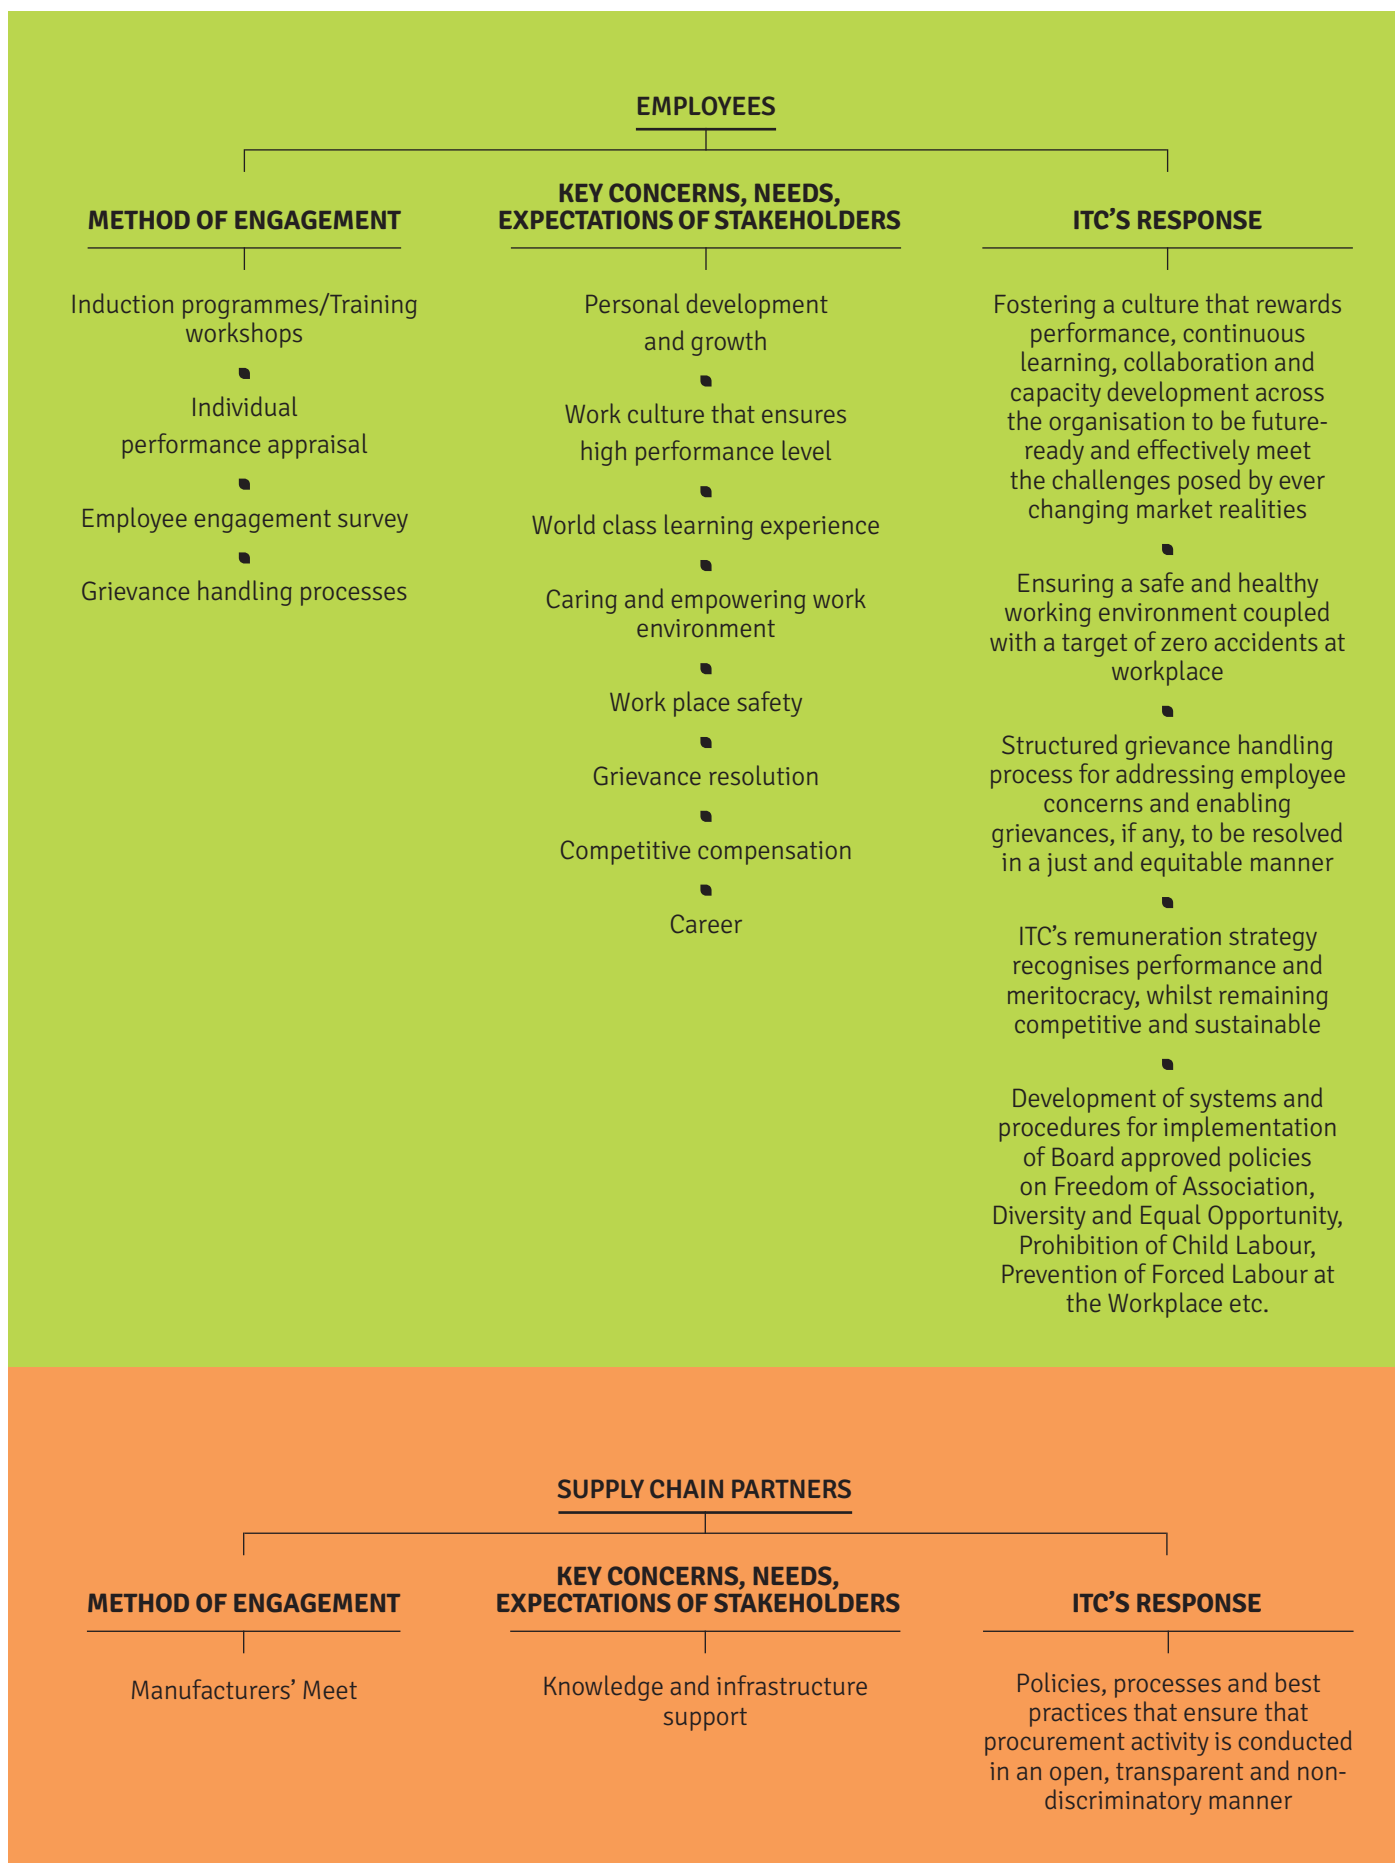 EMPLOYEES
METHOD OF ENGAGEMENT
Induction programmes/Training
workshops
Individual
performance appraisal
Employee engagement survey
Grievance handling processes
KEY CONCERNS, NEEDS,
EXPECTATIONS OF STAKEHOLDERS
Personal development
and growth
Work culture that ensures
high performance level
World class learning experience
Caring and empowering work
environment
Work place safety
Grievance resolution
Competitive compensation
Career
ITC’S RESPONSE
Fostering a culture that rewards
performance, continuous
learning, collaboration and
capacity development across
the organisation to be future-
ready and effectively meet
the challenges posed by ever
changing market realities
Ensuring a safe and healthy
working environment coupled
with a target of zero accidents at
workplace
Structured grievance handling
process for addressing employee
concerns and enabling
grievances, if any, to be resolved
in a just and equitable manner
ITC’s remuneration strategy
recognises performance and
meritocracy, whilst remaining
competitive and sustainable
Development of systems and
procedures for implementation
of Board approved policies
on Freedom of Association,
Diversity and Equal Opportunity,
Prohibition of Child Labour,
Prevention of Forced Labour at
the Workplace etc.
SUPPLY CHAIN PARTNERS
METHOD OF ENGAGEMENT
Manufacturers’ Meet
KEY CONCERNS, NEEDS,
EXPECTATIONS OF STAKEHOLDERS
Knowledge and infrastructure
support
ITC’S RESPONSE
Policies, processes and best
practices that ensure that
procurement activity is conducted
in an open, transparent and non-
discriminatory manner